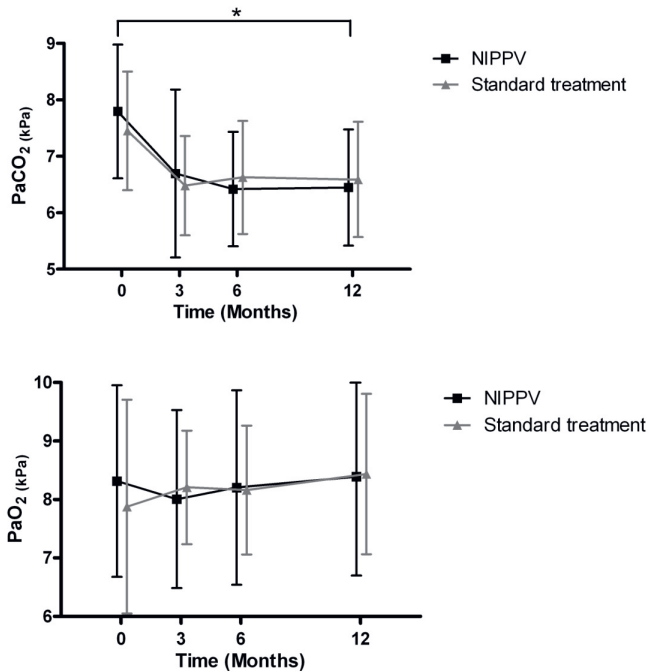 *
9
8
7
6
5
PaCO2 (kPa)
0 3 6 12
Time (Months)
NIPPV
Standard treatment
10
9
8
7
6
PaO2 (kPa)
0 3 6 12
Time (Months)
NIPPV
Standard treatment